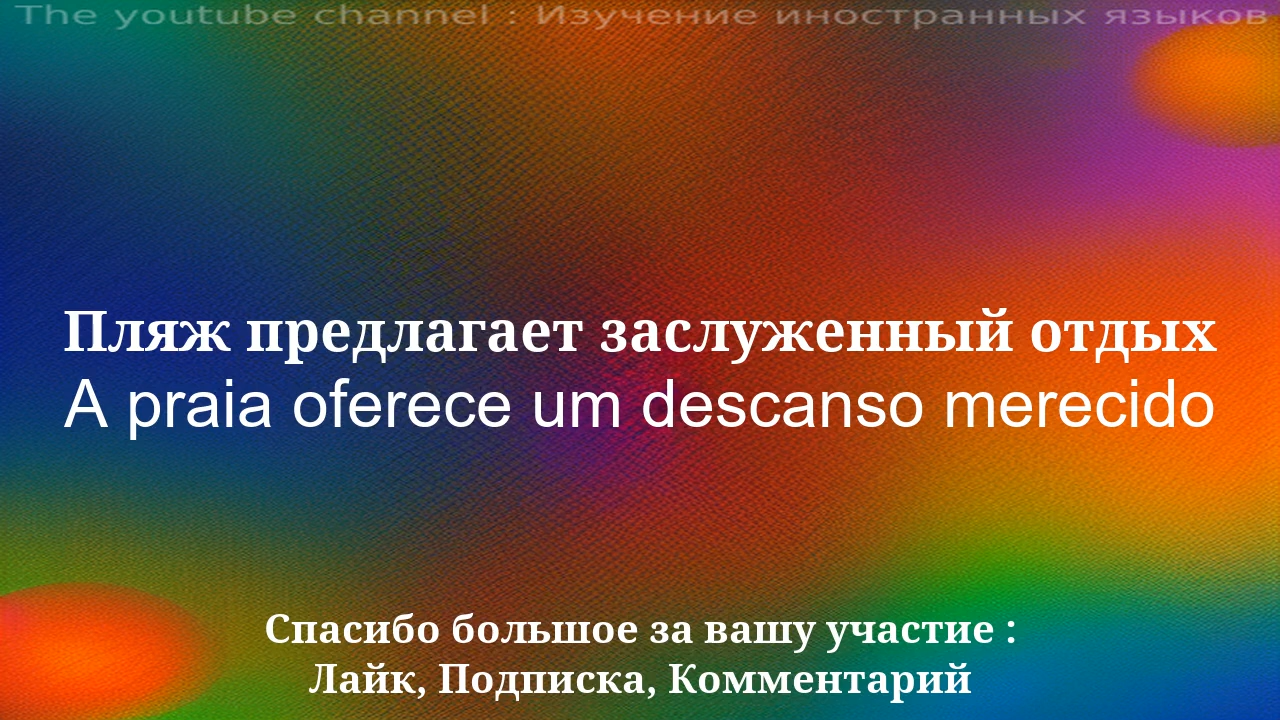 The youtube channel : Изучение иностранных языков
Пляж предлагает заслуженный отдых
A praia oferece um descanso merecido
Спасибо большое за вашу участие :
Лайк, Подписка, Комментарий